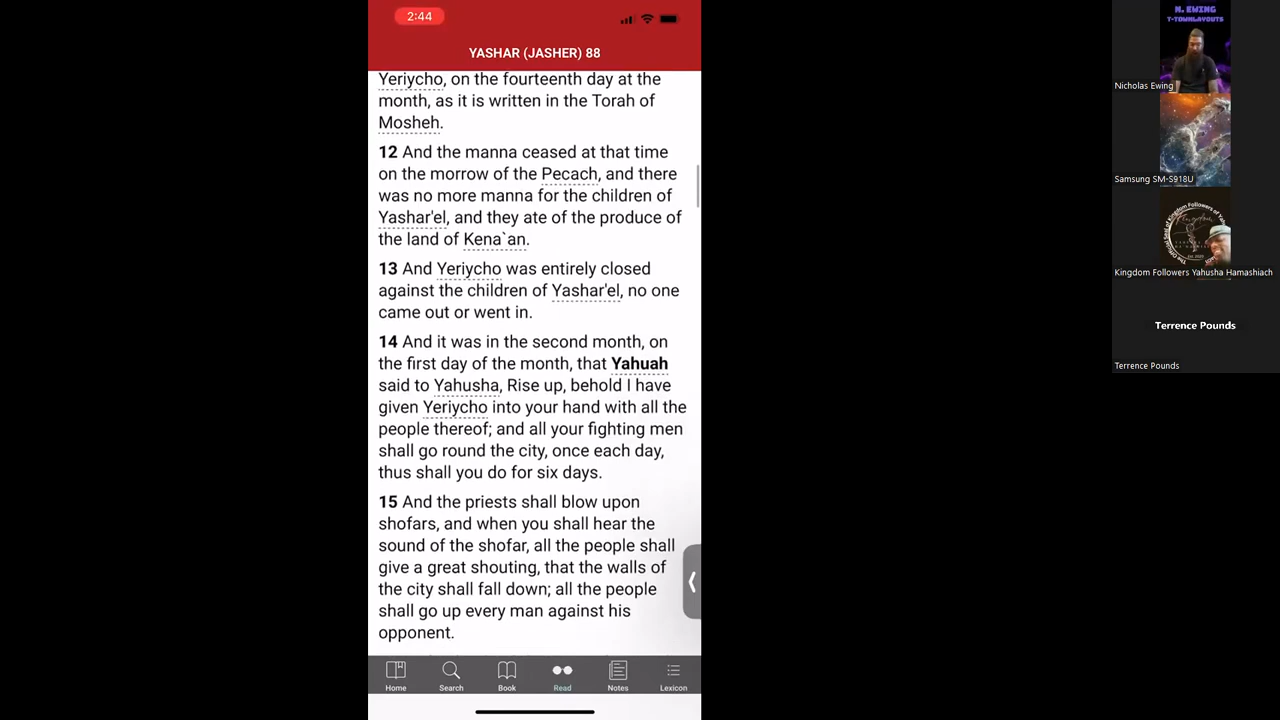 2:44
YASHAR (JASHER) 88
Yeriycho, on the fourteenth day at the
month, as it is written in the Torah of
Mosheh.
12 And the manna ceased at that time
on the morrow of the Pecach, and there
was no more manna for the children of
Yashar'el, and they ate of the produce of
the land of Kena`an.
13 And Yeriycho was entirely closed
against the children of Yashar'el, no one
came out or went in.
14 And it was in the second month, on
the first day of the month, that Yahuah
said to Yahusha, Rise up, behold I have
given Yeriycho into your hand with all the
people thereof; and all your fighting men
shall go round the city, once each day,
thus shall you do for six days.
15 And the priests shall blow upon
shofars, and when you shall hear the
sound of the shofar, all the people shall
give a great shouting, that the walls of
the city shall fall down; all the people
shall go up every man against his
opponent.
Home Search Book Read Notes Lexicon
N. EWING
T-TOWNLAYOUTS
Nicholas Ewing
Samsung SM-S918U
Kingdom Followers Yahusha Hamashiach
Terrence Pounds
Terrence Pounds